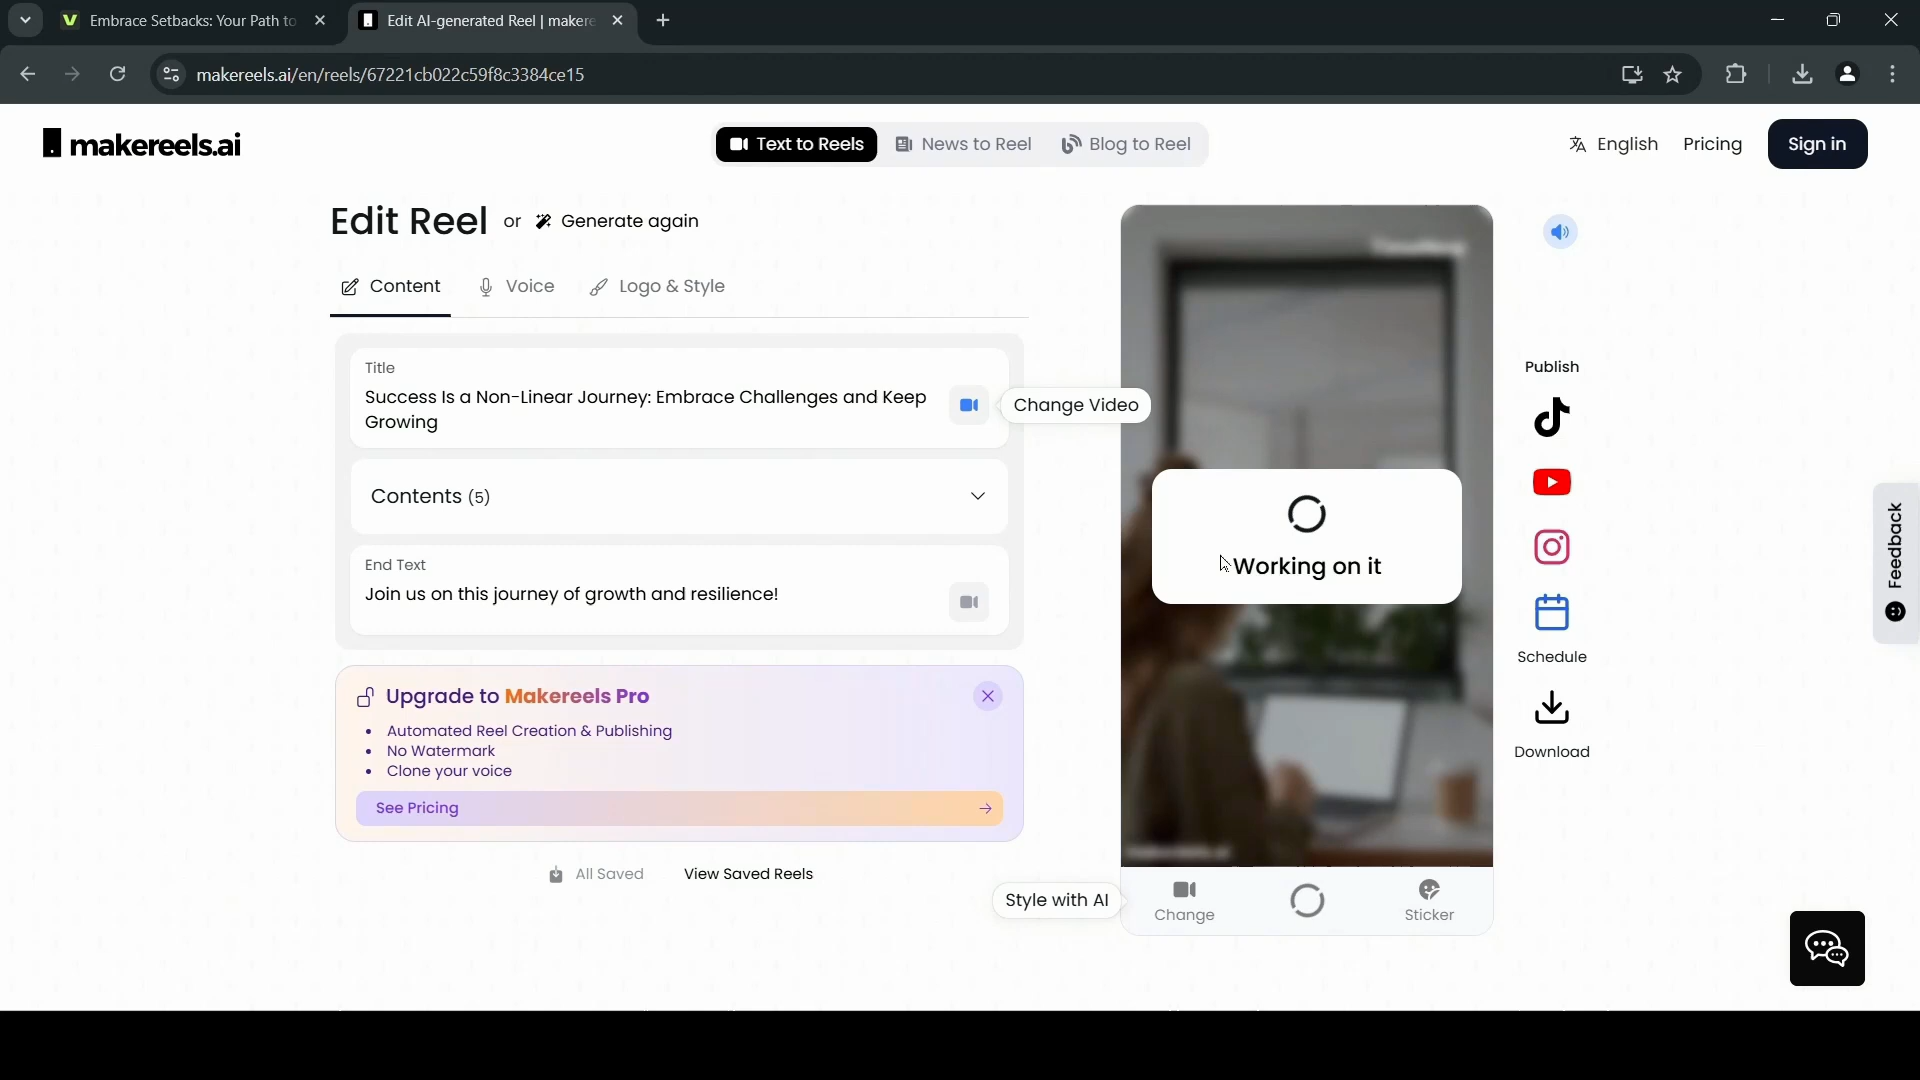 Embrace Setbacks: Your Path to
Edit AI-generated Reel | makere
makereels.ai/en/reels/67221cb022c59f8c3384ce15
makereels.ai
Text to Reels
News to Reel
Blog to Reel
English
Pricing
Sign in
Edit Reel or Generate again
Content
Voice
Logo & Style
Title
Success Is a Non-Linear Journey: Embrace Challenges and Keep
Growing
Change Video
Contents (5)
End Text
Join us on this journey of growth and resilience!
Upgrade to Makereels Pro
• Automated Reel Creation & Publishing
• No Watermark
• Clone your voice
See Pricing
All Saved
View Saved Reels
Working on it
Style with AI
Change
Sticker
Publish
Schedule
Download
Feedback